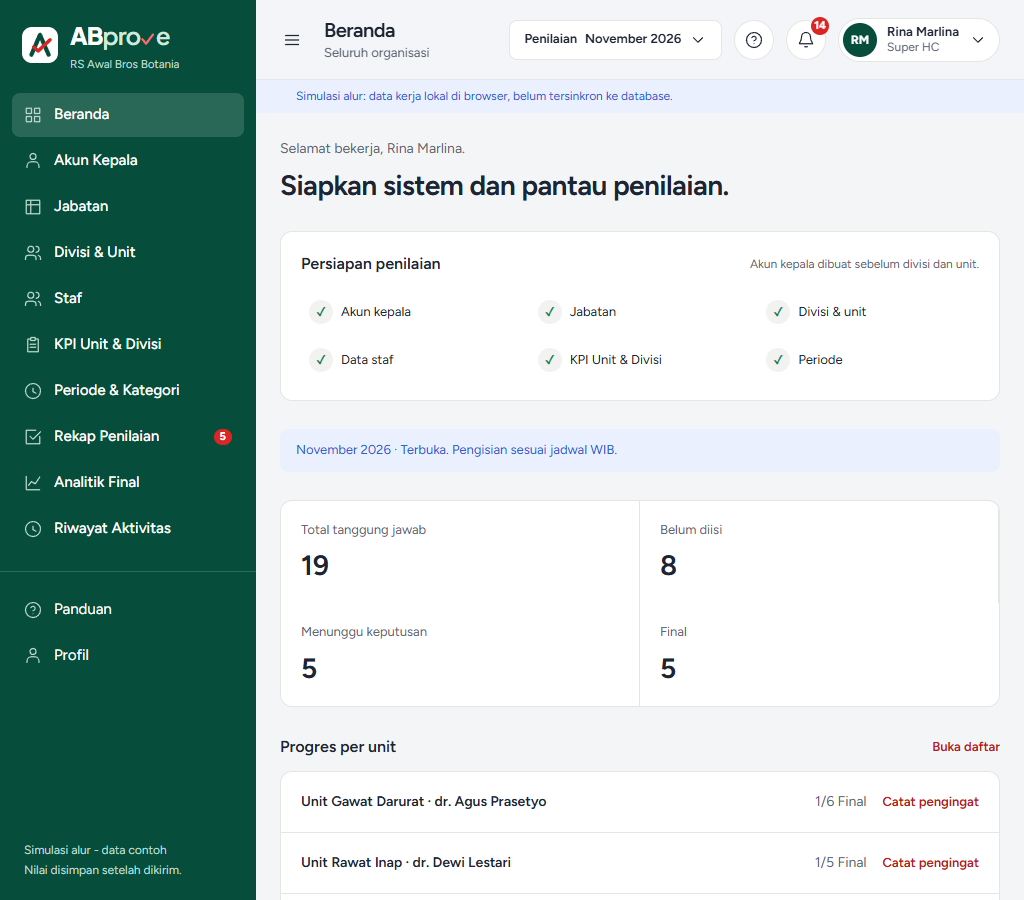 ABprove
RS Awal Bros Botania
Beranda
Akun Kepala
Jabatan
Divisi & Unit
Staf
KPI Unit & Divisi
Periode & Kategori
Rekap Penilaian 5
Analitik Final
Riwayat Aktivitas
Panduan
Profil
Simulasi alur - data contoh
Nilai disimpan setelah dikirim.
Beranda
Seluruh organisasi
Penilaian November 2026
14
RM
Rina Marlina
Super HC
Simulasi alur: data kerja lokal di browser, belum tersinkron ke database.
Selamat bekerja, Rina Marlina.
Siapkan sistem dan pantau penilaian.
Persiapan penilaian
Akun kepala dibuat sebelum divisi dan unit.
✓ Akun kepala
✓ Jabatan
✓ Divisi & unit
✓ Data staf
✓ KPI Unit & Divisi
✓ Periode
November 2026 · Terbuka. Pengisian sesuai jadwal WIB.
Total tanggung jawab
19
Belum diisi
8
Menunggu keputusan
5
Final
5
Progres per unit
Buka daftar
Unit Gawat Darurat · dr. Agus Prasetyo 1/6 Final Catat pengingat
Unit Rawat Inap · dr. Dewi Lestari 1/5 Final Catat pengingat